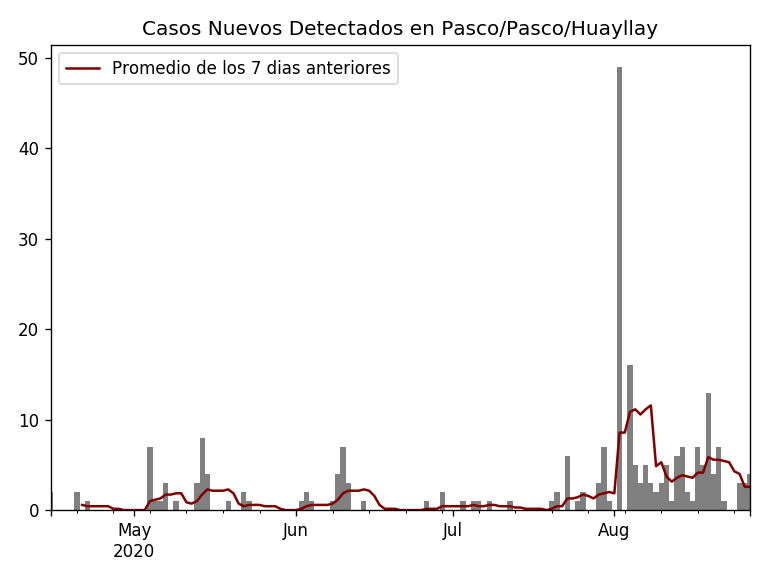 Casos Nuevos Detectados en Pasco/Pasco/Huayllay
Promedio de los 7 dias anteriores
50
40
30
20
10
0
May
2020
Jun
Jul
Aug